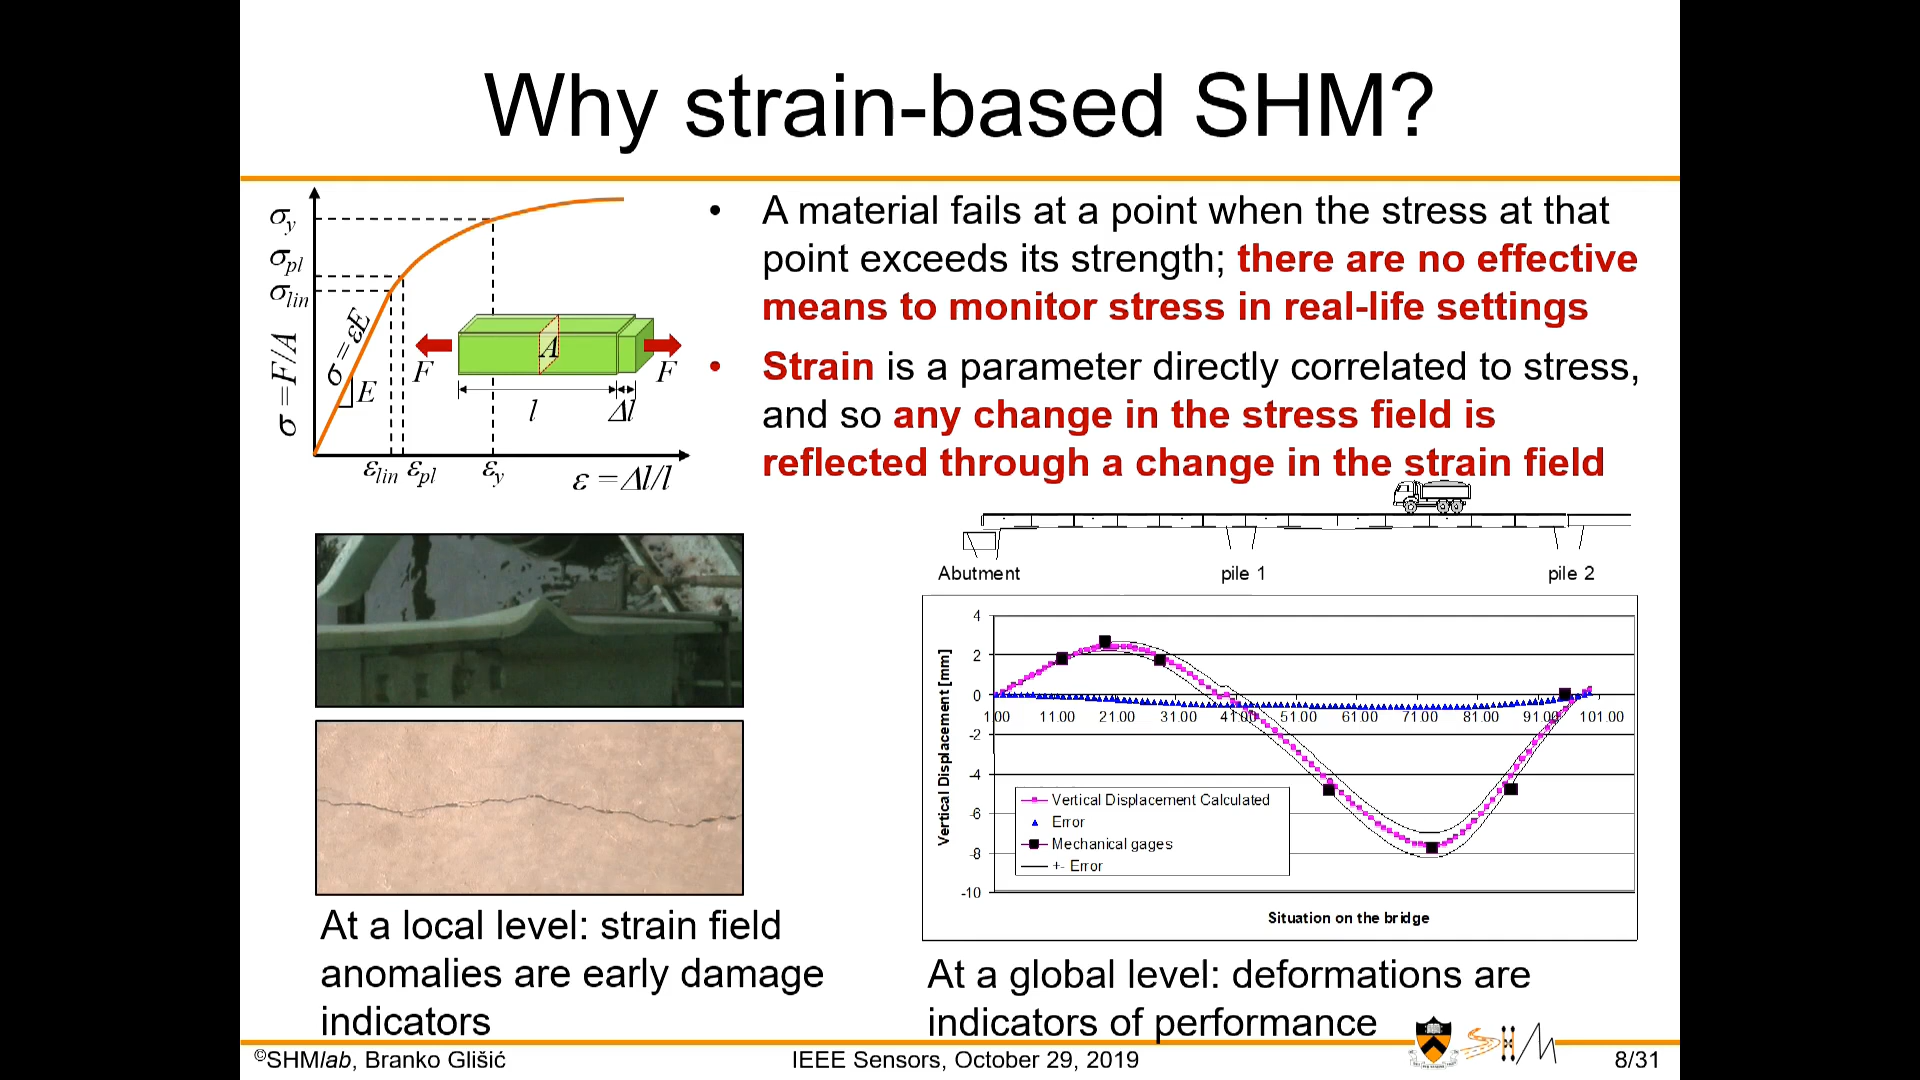 Why strain-based SHM?
σy
σpl
σlin
σ = F/A
σ = εE
E
F
A
F
l
Δl
εlin
εpl
εy
ε = Δl/l
• A material fails at a point when the stress at that
point exceeds its strength; there are no effective
means to monitor stress in real-life settings
• Strain is a parameter directly correlated to stress,
and so any change in the stress field is
reflected through a change in the strain field
Abutment
pile 1
pile 2
Vertical Displacement [mm]
4
2
0
-2
-4
-6
-8
-10
1.00
11.00
21.00
31.00
41.00
51.00
61.00
71.00
81.00
91.00
101.00
Vertical Displacement Calculated
Error
Mechanical gages
+- Error
Situation on the bridge
At a local level: strain field
anomalies are early damage
indicators
At a global level: deformations are
indicators of performance
©SHMlab, Branko Glišić
IEEE Sensors, October 29, 2019
SHM
8/31